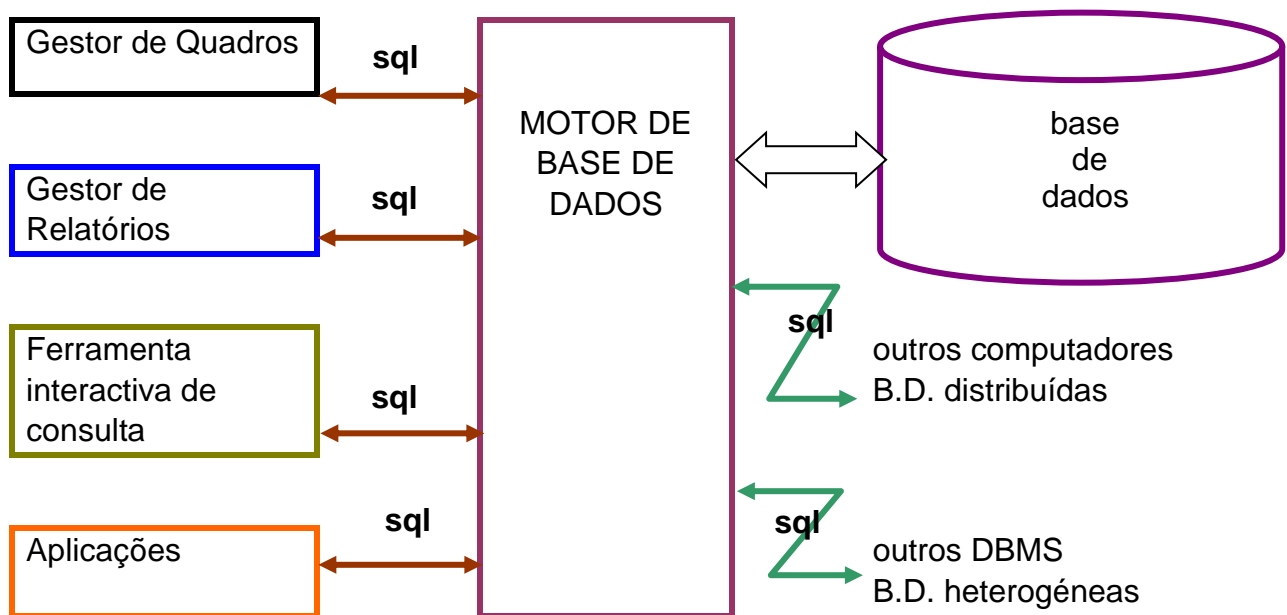 Gestor de Quadros
sql
Gestor de
Relatórios
sql
Ferramenta
interactiva de
consulta
sql
Aplicações
sql
MOTOR DE
BASE DE
DADOS
base
de
dados
sql
outros computadores
B.D. distribuídas
sql
outros DBMS
B.D. heterogéneas